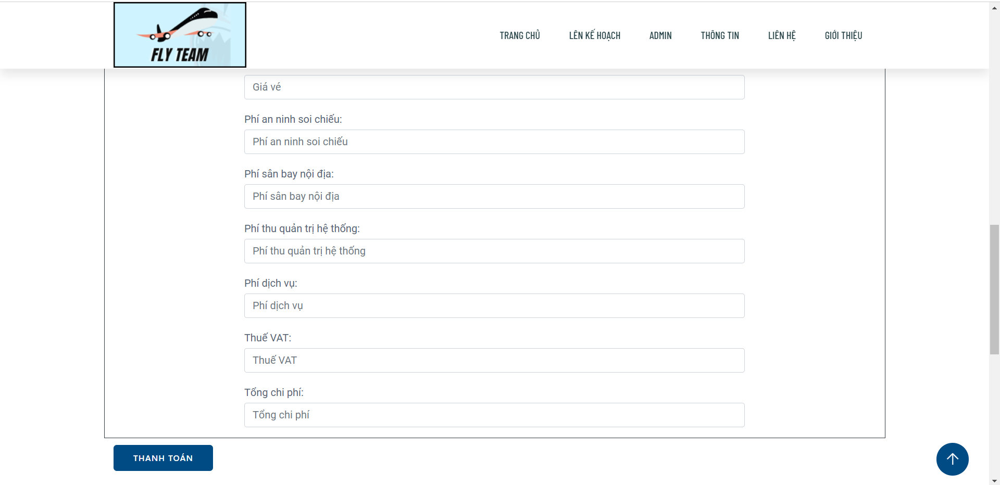 FLY TEAM
TRANG CHỦ LÊN KẾ HOẠCH ADMIN THÔNG TIN LIÊN HỆ GIỚI THIỆU
Giá vé
Phí an ninh soi chiếu:
Phí an ninh soi chiếu
Phí sân bay nội địa:
Phí sân bay nội địa
Phí thu quản trị hệ thống:
Phí thu quản trị hệ thống
Phí dịch vụ:
Phí dịch vụ
Thuế VAT:
Thuế VAT
Tổng chi phí:
Tổng chi phí
THANH TOÁN